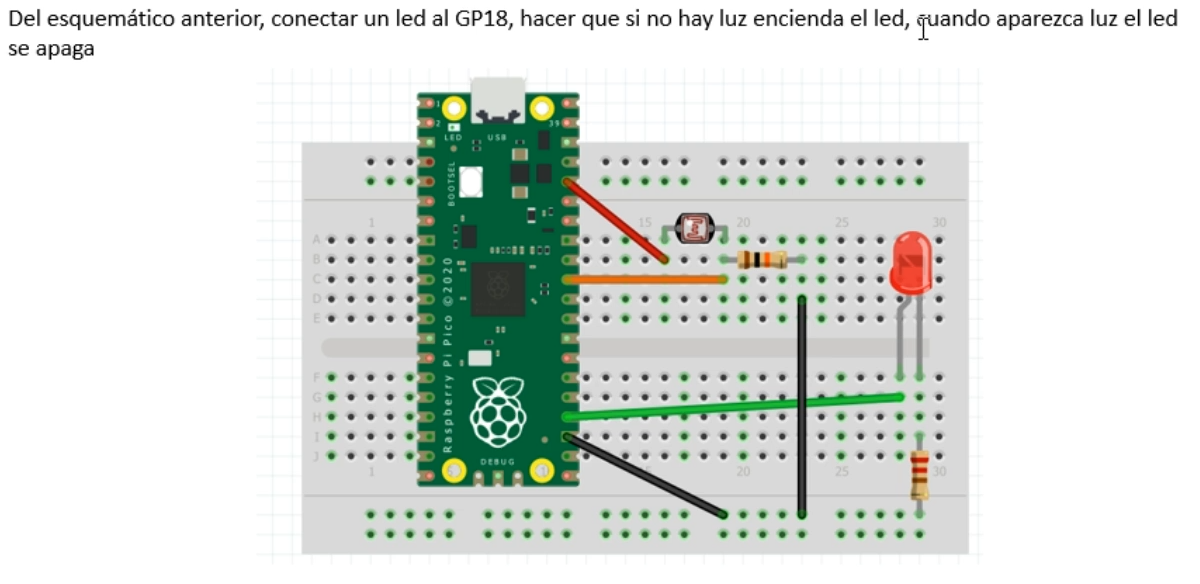 Del esquemático anterior, conectar un led al GP18, hacer que si no hay luz encienda el led, cuando aparezca luz el led
se apaga
1
2
39
LED
USB
BOOTSEL
Raspberry Pi Pico ©2020
DEBUG
1 15 20 25 30
A
B
C
D
E
F
G
H
I
J
1 15 20 25 30